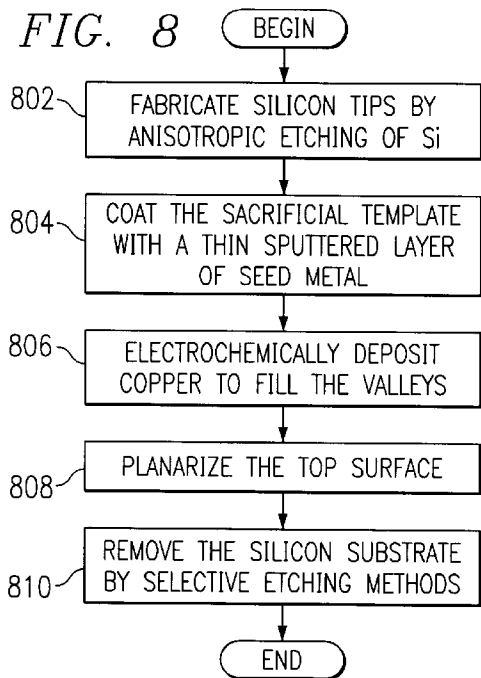 FIG. 8
BEGIN
802
FABRICATE SILICON TIPS BY
ANISOTROPIC ETCHING OF Si
804
COAT THE SACRIFICIAL TEMPLATE
WITH A THIN SPUTTERED LAYER
OF SEED METAL
806
ELECTROCHEMICALLY DEPOSIT
COPPER TO FILL THE VALLEYS
808
PLANARIZE THE TOP SURFACE
810
REMOVE THE SILICON SUBSTRATE
BY SELECTIVE ETCHING METHODS
END